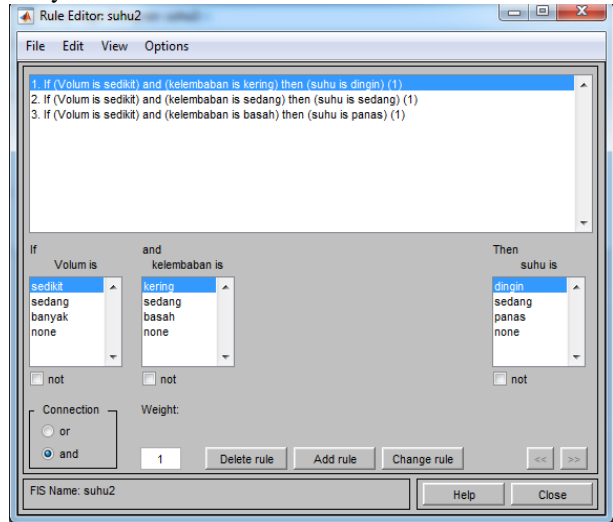 Rule Editor: suhu2
File Edit View Options
1. If (Volum is sedikit) and (kelembaban is kering) then (suhu is dingin) (1)
2. If (Volum is sedikit) and (kelembaban is sedang) then (suhu is sedang) (1)
3. If (Volum is sedikit) and (kelembaban is basah) then (suhu is panas) (1)
If and Then
Volum is kelembaban is suhu is
sedikit kering dingin
sedang sedang sedang
banyak basah panas
none none none
not not not
Connection Weight:
or
and 1 Delete rule Add rule Change rule << >>
FIS Name: suhu2 Help Close